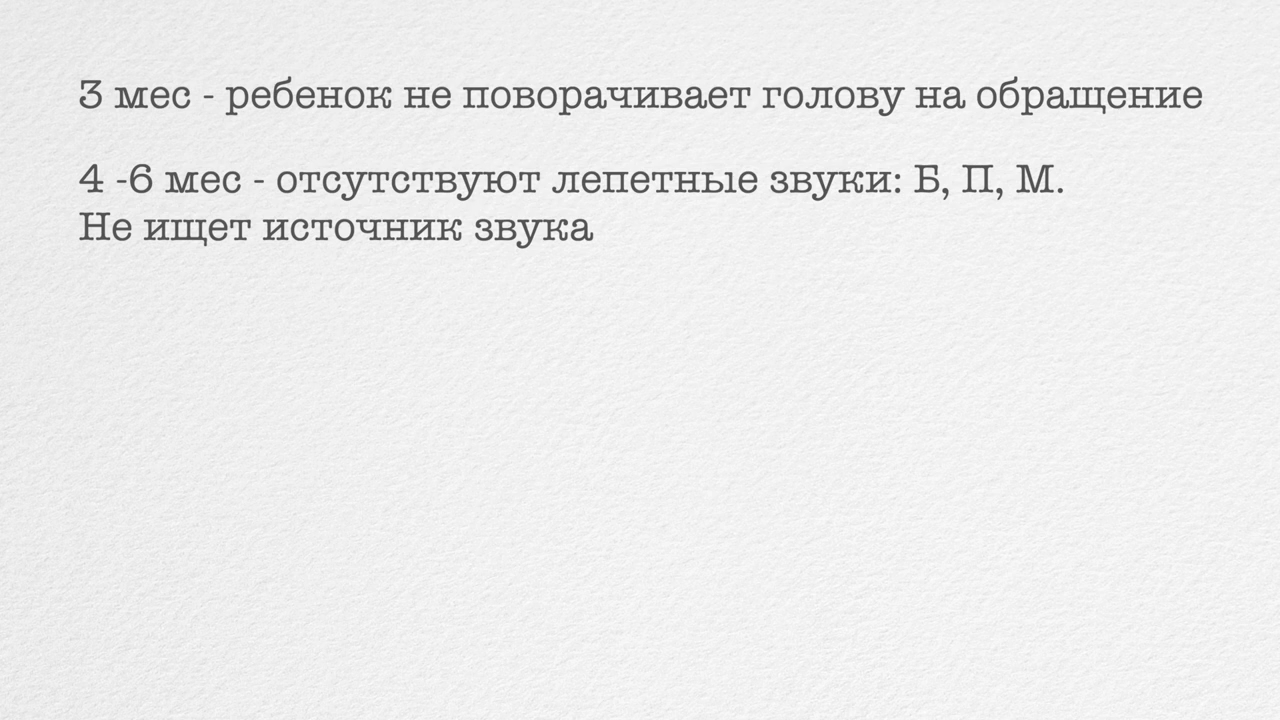 3 мес - ребенок не поворачивает голову на обращение
4 -6 мес - отсутствуют лепетные звуки: Б, П, М.
Не ищет источник звука